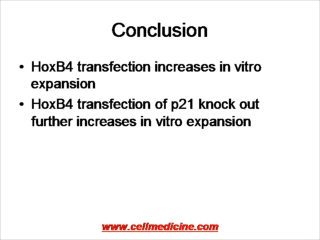 Conclusion
• HoxB4 transfection increases in vitro
expansion
• HoxB4 transfection of p21 knock out
further increases in vitro expansion
www.cellmedicine.com